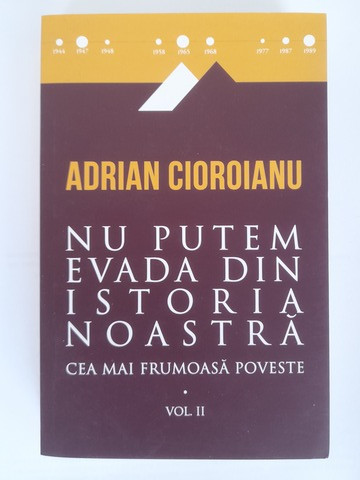 1944 1947 1948 1958 1965 1968 1977 1987 1989
ADRIAN CIOROIANU
NU PUTEM
EVADA DIN
ISTORIA
NOASTRĂ
CEA MAI FRUMOASĂ POVESTE
•
VOL. II